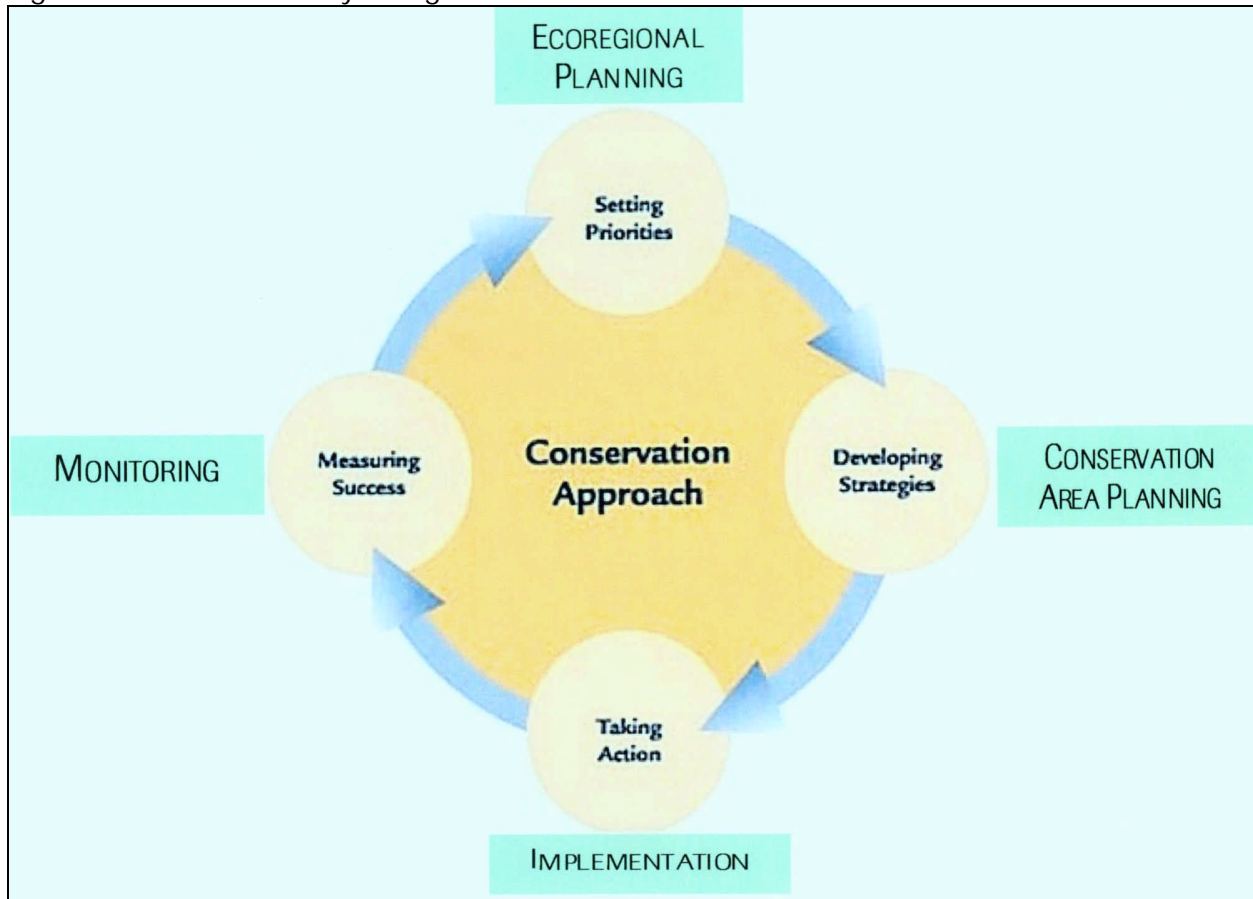 ECOREGIONAL
PLANNING
Setting
Priorities
Conservation
Approach
Measuring
Success
Developing
Strategies
MONITORING
CONSERVATION
AREA PLANNING
Taking
Action
IMPLEMENTATION